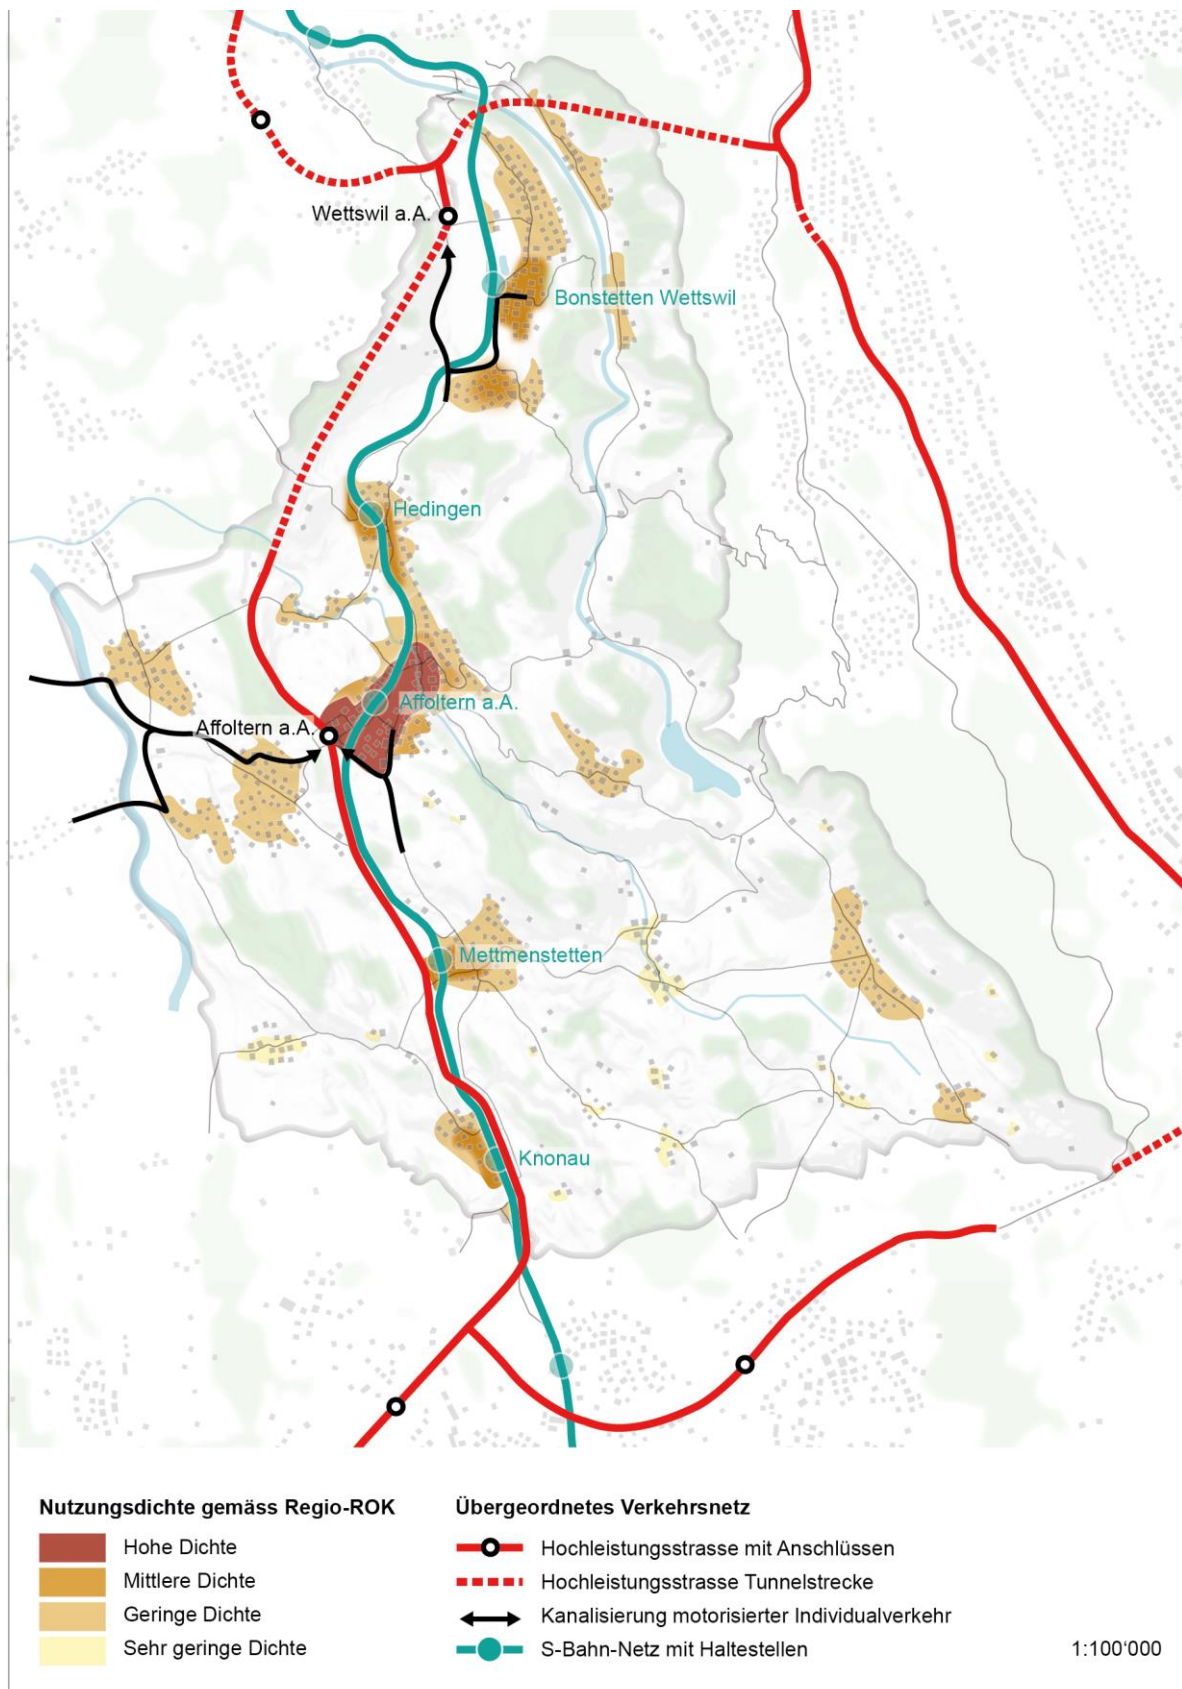 Wettswil a.A.
Bonstetten Wettswil
Hedingen
Affoltern a.A.
Affoltern a.A.
Mettmenstetten
Knonau
Nutzungsdichte gemäss Regio-ROK
Hohe Dichte
Mittlere Dichte
Geringe Dichte
Sehr geringe Dichte
Übergeordnetes Verkehrsnetz
Hochleistungsstrasse mit Anschlüssen
Hochleistungsstrasse Tunnelstrecke
Kanalisierung motorisierter Individualverkehr
S-Bahn-Netz mit Haltestellen
1:100‘000